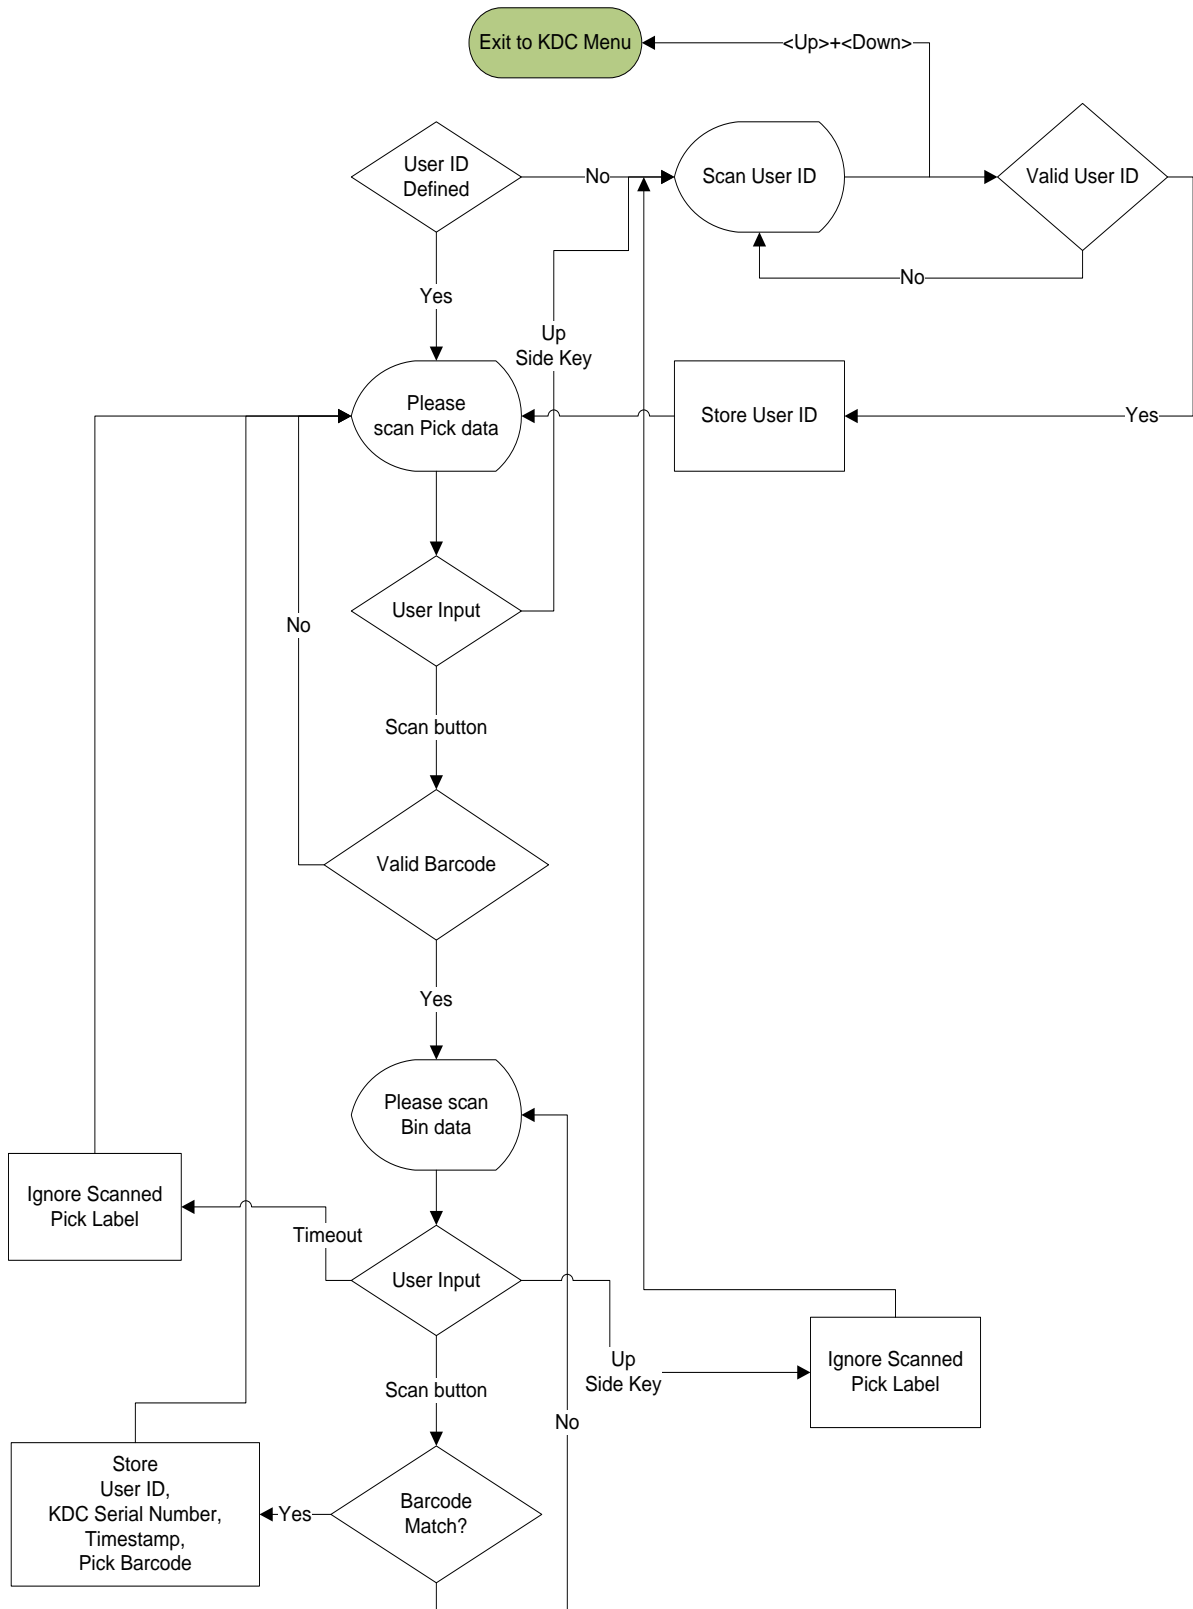 Exit to KDC Menu
<Up>+<Down>
User ID
Defined
No
Scan User ID
Valid User ID
No
Yes
Up
Side Key
Please
scan Pick data
Store User ID
Yes
User Input
No
Scan button
Valid Barcode
Yes
Please scan
Bin data
Ignore Scanned
Pick Label
Timeout
User Input
Up
Side Key
Ignore Scanned
Pick Label
Scan button
No
Store
User ID,
KDC Serial Number,
Timestamp,
Pick Barcode
Yes
Barcode
Match?